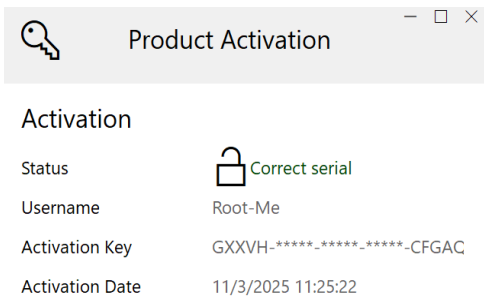 Product Activation
Activation
Status Correct serial
Username Root-Me
Activation Key GXXVH-*****-*****-*****-CFGAQ
Activation Date 11/3/2025 11:25:22